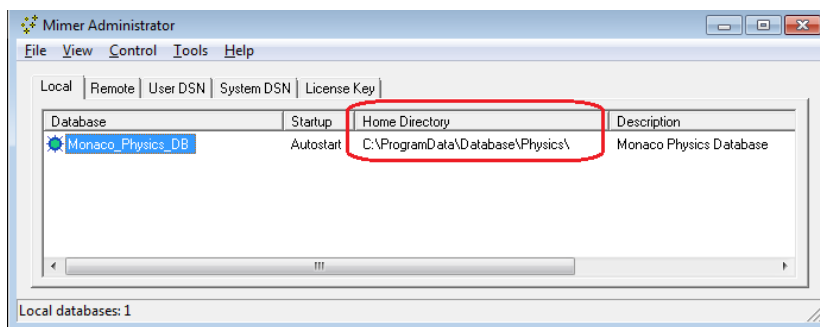 Mimer Administrator
File View Control Tools Help
Local Remote User DSN System DSN License Key
Database Startup Home Directory Description
Monaco_Physics_DB Autostart C:\ProgramData\Database\Physics\ Monaco Physics Database
Local databases: 1